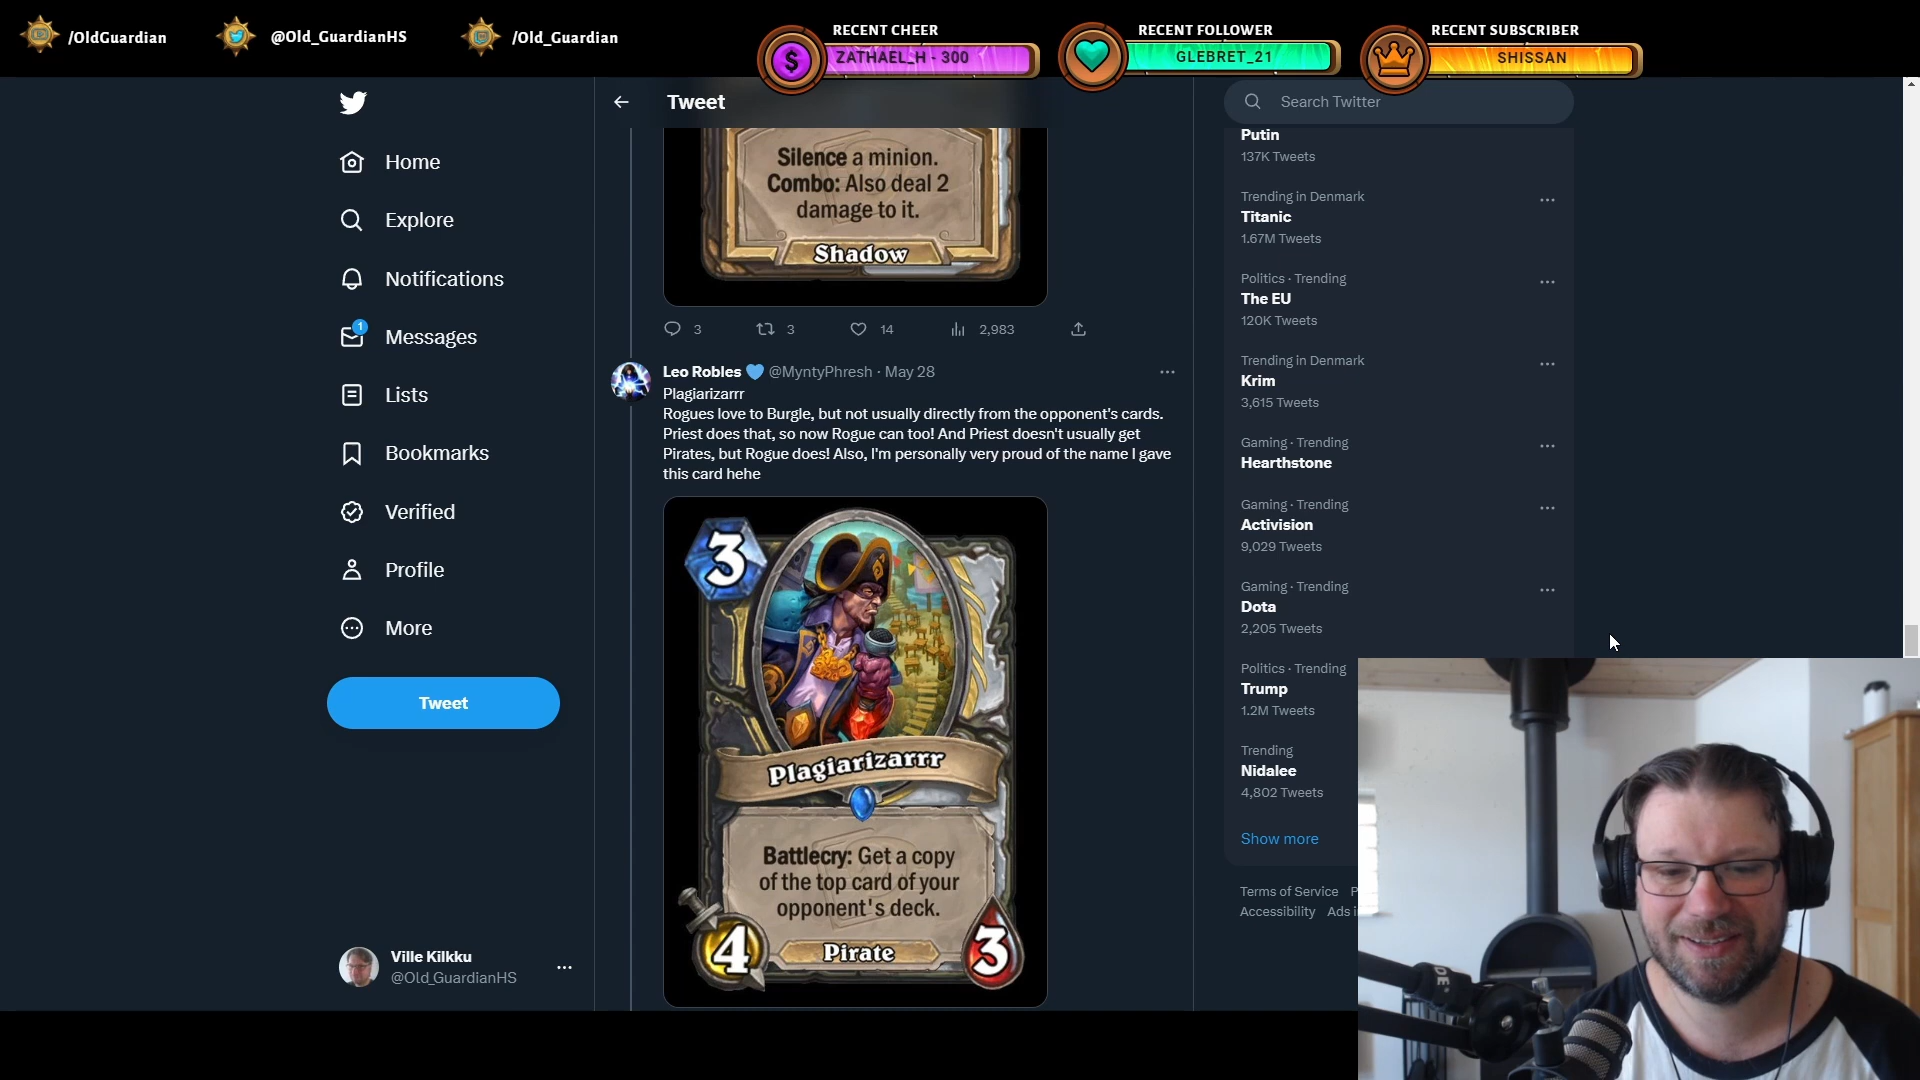 /OldGuardian
@Old_GuardianHS
/Old_Guardian
RECENT CHEER
ZATHAEL_H - 300
RECENT FOLLOWER
GLEBRET_21
RECENT SUBSCRIBER
SHISSAN
Home
Explore
Notifications
1
Messages
Lists
Bookmarks
Verified
Profile
More
Tweet
Ville Kilkku
@Old_GuardianHS
Tweet
Silence a minion.
Combo: Also deal 2
damage to it.
Shadow
3
3
14
2,983
Leo Robles @MyntyPhresh · May 28
Plagiarizarrr
Rogues love to Burgle, but not usually directly from the opponent's cards.
Priest does that, so now Rogue can too! And Priest doesn't usually get
Pirates, but Rogue does! Also, I'm personally very proud of the name I gave
this card hehe
3
Plagiarizarrr
Battlecry: Get a copy
of the top card of your
opponent's deck.
4
Pirate
3
Search Twitter
Putin
137K Tweets
Trending in Denmark
Titanic
1.67M Tweets
Politics · Trending
The EU
120K Tweets
Trending in Denmark
Krim
3,615 Tweets
Gaming · Trending
Hearthstone
Gaming · Trending
Activision
9,029 Tweets
Gaming · Trending
Dota
2,205 Tweets
Politics · Trending
Trump
1.2M Tweets
Trending
Nidalee
4,802 Tweets
Show more
Terms of Service P
Accessibility Ads i